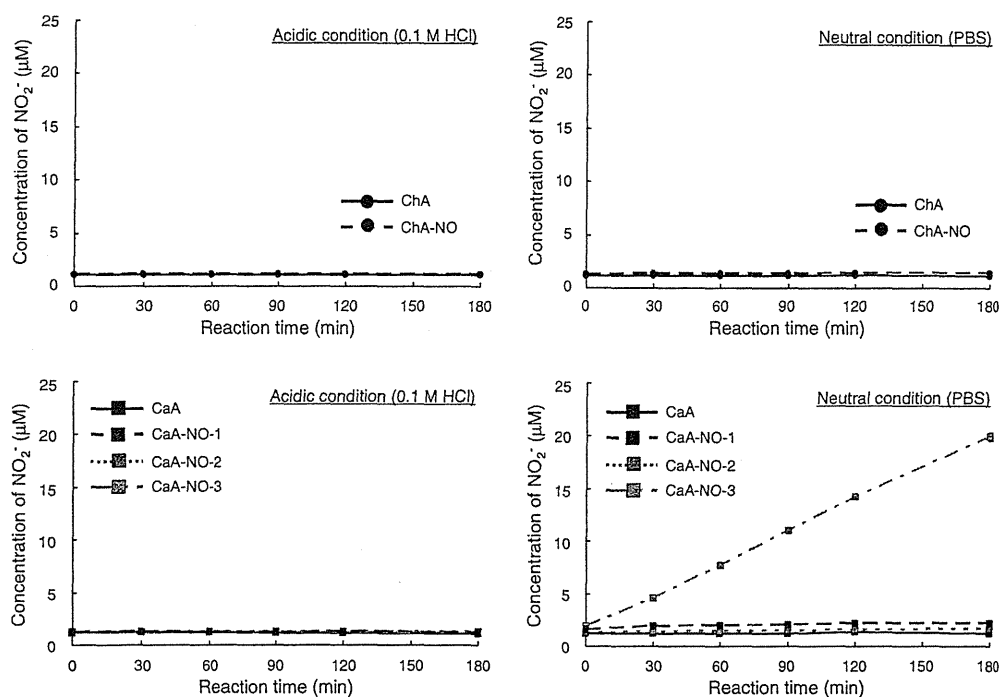 Acidic condition (0.1 M HCl)
Concentration of NO₂⁻ (μM)
25
20
15
10
5
0
ChA
ChA-NO
0 30 60 90 120 150 180
Reaction time (min)
Neutral condition (PBS)
Concentration of NO₂⁻ (μM)
25
20
15
10
5
0
ChA
ChA-NO
0 30 60 90 120 150 180
Reaction time (min)
Acidic condition (0.1 M HCl)
Concentration of NO₂⁻ (μM)
25
20
15
10
5
0
CaA
CaA-NO-1
CaA-NO-2
CaA-NO-3
0 30 60 90 120 150 180
Reaction time (min)
Neutral condition (PBS)
Concentration of NO₂⁻ (μM)
25
20
15
10
5
0
CaA
CaA-NO-1
CaA-NO-2
CaA-NO-3
0 30 60 90 120 150 180
Reaction time (min)